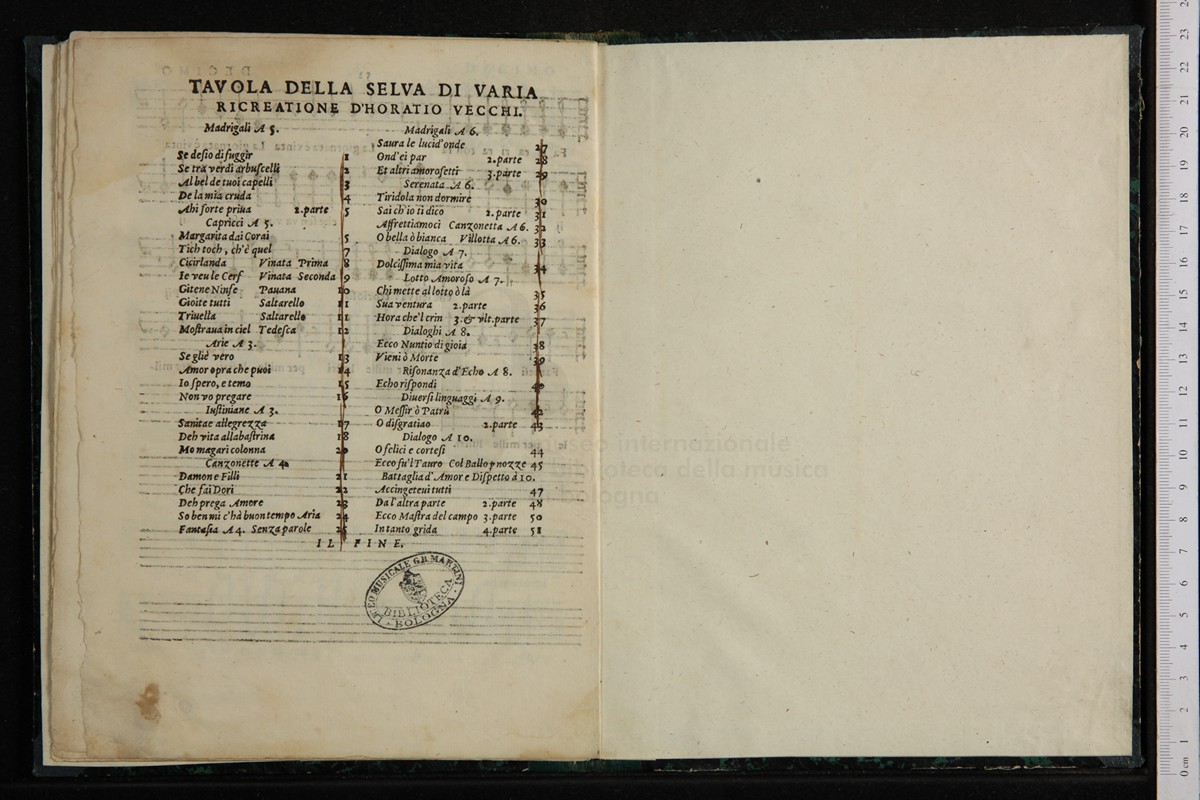 TAVOLA DELLA SELVA DI VARIA
RICREATIONE D'HORATIO VECCHI.
Madrigali A 5.
Se desio di fuggir 1
Se trà verdi arbuscelli 2
Al bel de tuoi capelli 3
De la mia cruda 4
Ahi forte priua 2.parte 5
Capricci A 5.
Margarita dai Corai 5
Tich toch, ch'è quel 7
Cicirlanda Vinata Prima 8
Ie veu le Cerf Vinata Seconda 9
Gitene Ninfe Pauana 10
Gioite tutti Saltarello 11
Triuella Saltarello 11
Mostraua in ciel Tedesca 12
Arie A 3.
Se gliè vero 13
Amor opra che puoi 14
Io spero, e temo 15
Non vo pregare 16
Iustiniane A 3.
Sanitae allegrezza 17
Deh vita allabastrina 18
Mo magari colonna 20
Canzonette A 4.
Damon e Filli 21
Che fai Dori 22
Deh prega Amore 23
So ben mi c'hà buon tempo Aria 24
Fantasia A 4. Senza parole 25
Madrigali A 6.
Saura le lucid'onde 27
Ond'ei par 2.parte 28
Et altri amorosetti 3.parte 29
Serenata A 6.
Tiridola non dormire 30
Sai ch'io ti dico 2.parte 31
Affrettiamoci Canzonetta A 6. 32
O bella ò bianca Villotta A 6. 33
Dialogo A 7.
Dolcissima mia vita 34
Lotto Amoroso A 7.
Chi mette al lotto ò là 35
Sua ventura 2.parte 36
Hora che'l crin 3.& vlt.parte 37
Dialoghi A 8.
Ecco Nuntio di gioia 38
Vieni ò Morte 39
Risonanza d'Echo A 8.
Echo rispondi 40
Diuersi linguaggi A 9.
O Messir ò Patrù 42
O disgratiao 2.parte 43
Dialogo A 10.
O felici e cortesi 44
Ecco su'l Tauro Col Ballo p nozze 45
Battaglia d'Amor e Dispetto à 10.
Accingeteui tutti 47
Da l'altra parte 2.parte 48
Ecco Mastra del campo 3.parte 50
In tanto grida 4.parte 51
IL FINE.
LICEO MUSICALE G.B. MARTINI
BIBLIOTECA
BOLOGNA
museo internazionale
biblioteca della musica
bologna